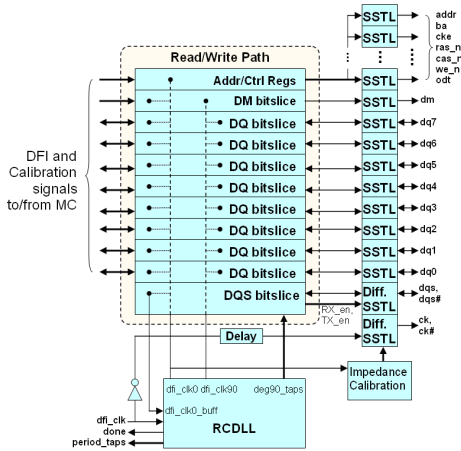 SSTL
addr
ba
SSTL
cke
ras_n
cas_n
we_n
odt
Read/Write Path
Addr/Ctrl Regs
SSTL
DM bitslice
SSTL
dm
DQ bitslice
SSTL
dq7
DQ bitslice
SSTL
dq6
DFI and
Calibration
signals
to/from MC
DQ bitslice
SSTL
dq5
DQ bitslice
SSTL
dq4
DQ bitslice
SSTL
dq3
DQ bitslice
SSTL
dq2
DQ bitslice
SSTL
dq1
DQ bitslice
SSTL
dq0
DQS bitslice
Diff.
SSTL
dqs,
dqs#
RX_en,
TX_en
Diff.
SSTL
ck,
ck#
Delay
Impedance
Calibration
dfi_clk0
dfi_clk90
deg90_taps
dfi_clk0_buff
RCDLL
dfi_clk
done
period_taps